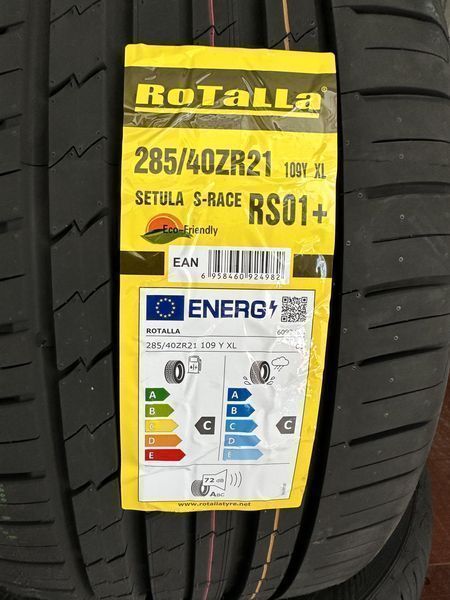 RoTaLLa®
285/40ZR21 109Y XL
SETULA S-RACE RS01+
Eco-Friendly
EAN
6 958460 924982
ENERG
ROTALLA
285/40ZR21 109 Y XL C1
A
B
C
D
E
C
A
B
C
D
E
C
72 dB
ABC
www.rotallatyre.net